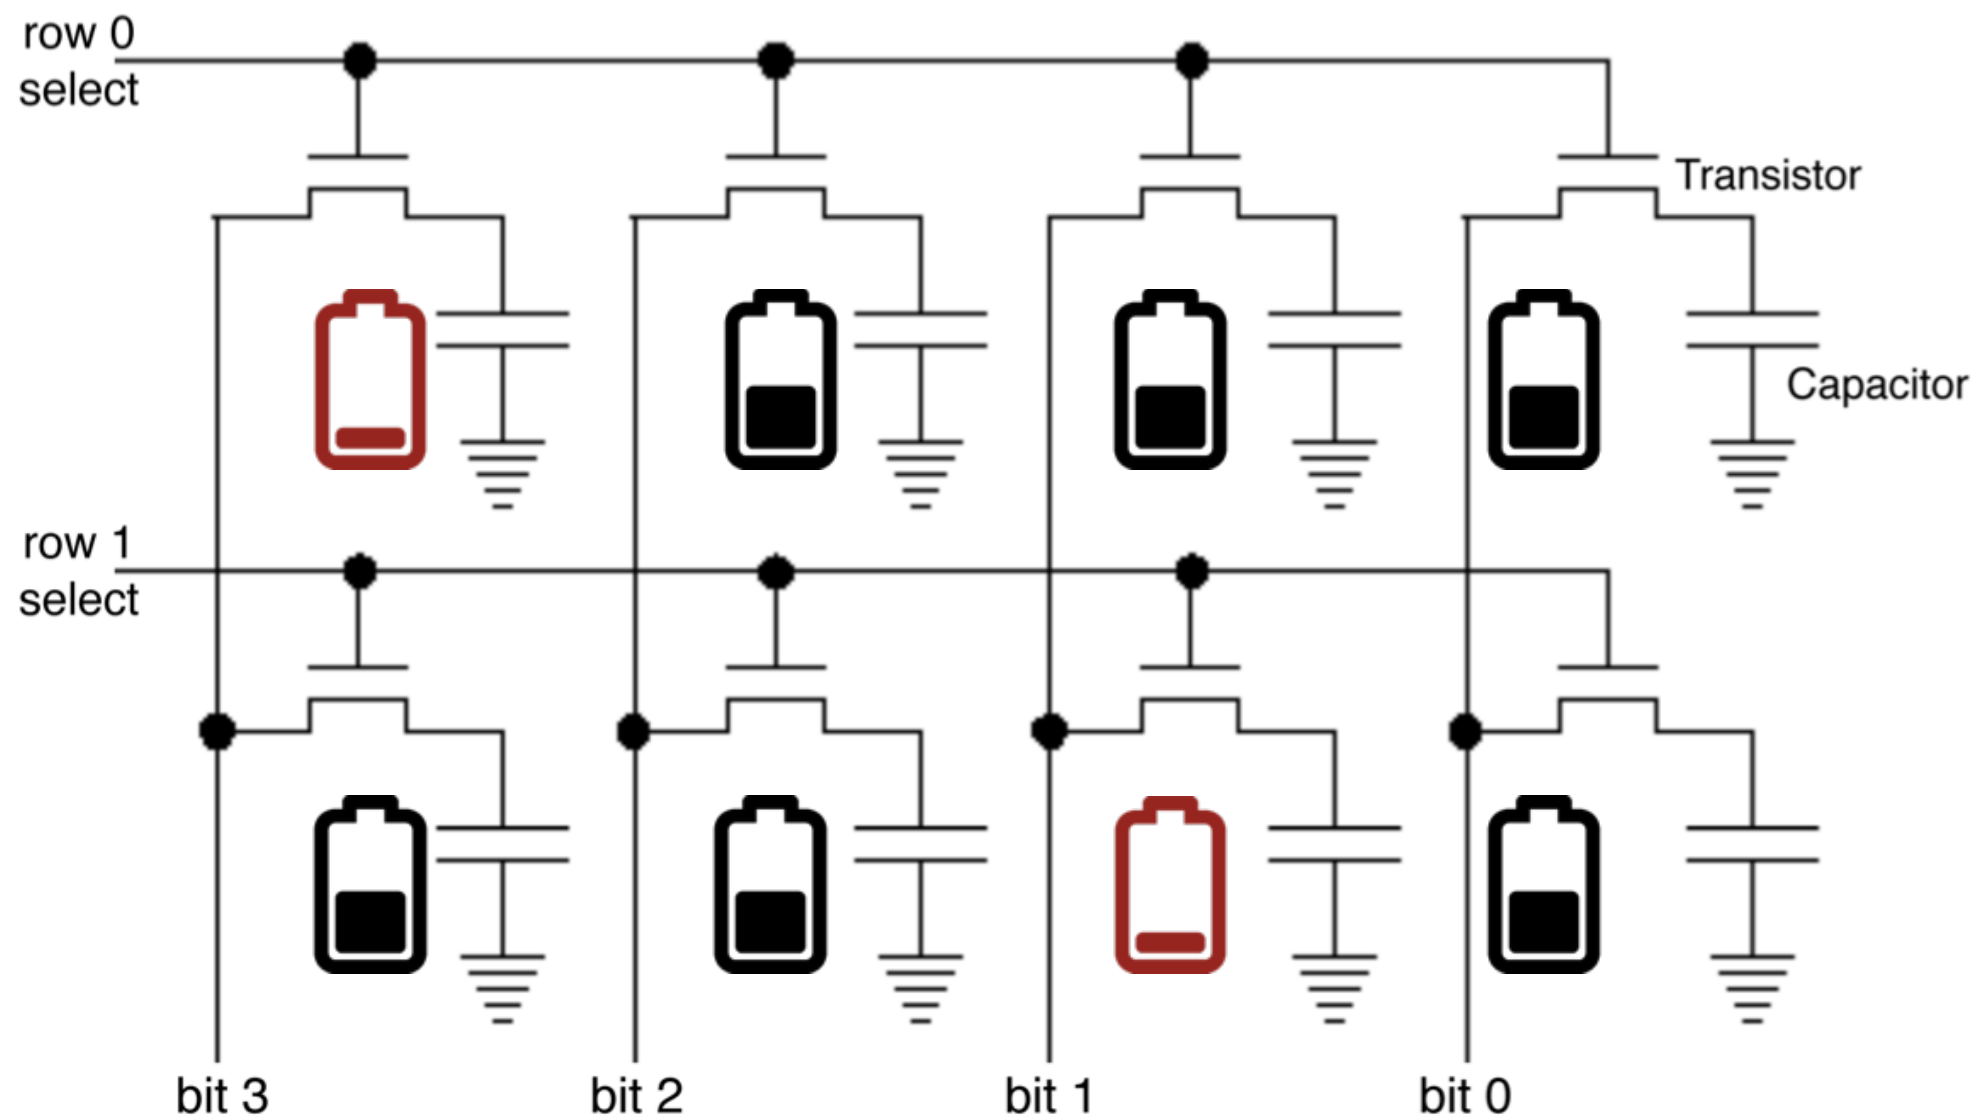 row 0
select
Transistor
Capacitor
row 1
select
bit 3
bit 2
bit 1
bit 0